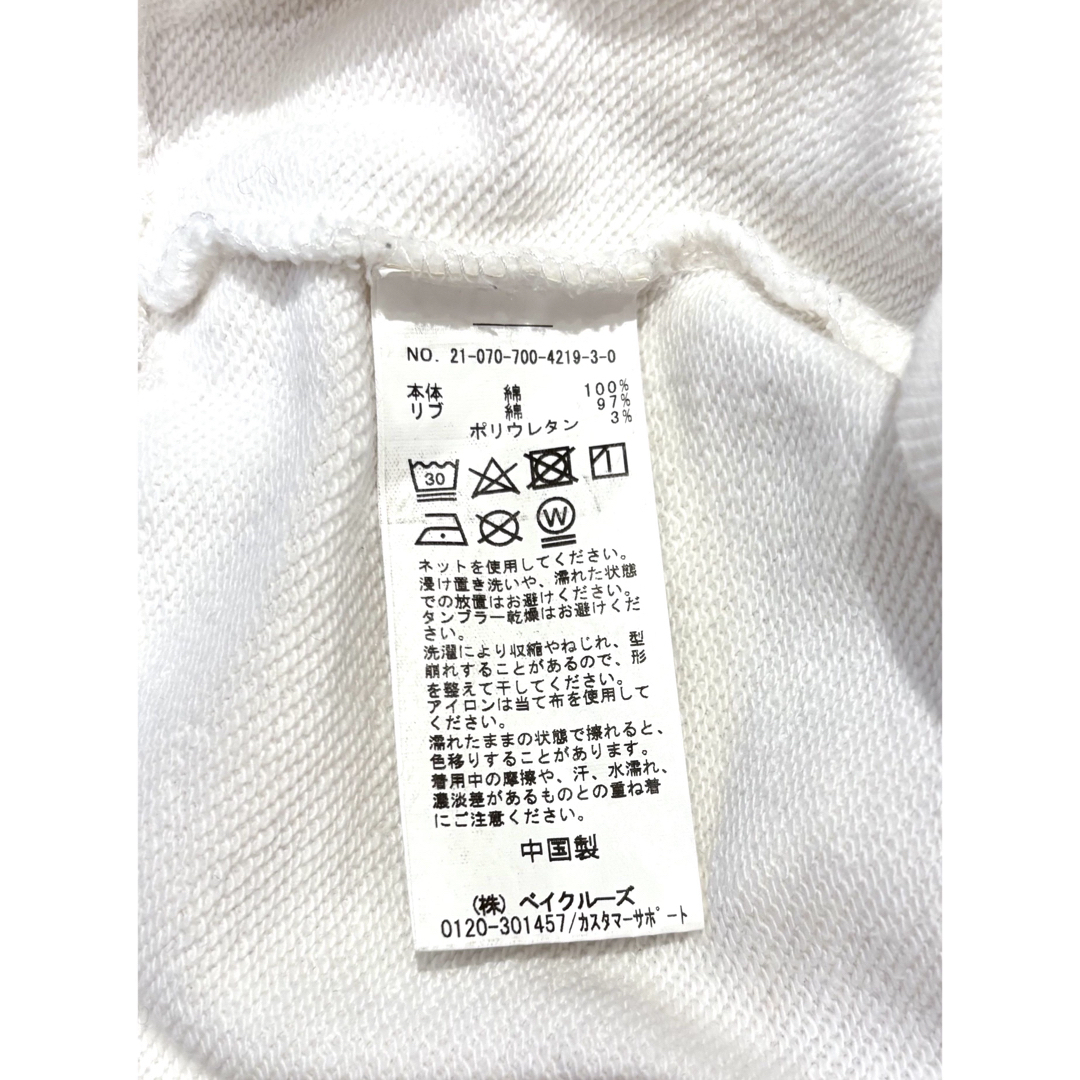 NO. 21-070-700-4219-3-0
本体 綿 100%
リブ 綿 97%
ポリウレタン 3%
30
W
ネットを使用してください。
浸け置き洗いや、濡れた状態
での放置はお避けください。
タンブラー乾燥はお避けくだ
さい。
洗濯により収縮やねじれ、型
崩れすることがあるので、形
を整えて干してください。
アイロンは当て布を使用して
ください。
濡れたままの状態で擦れると、
色移りすることがあります。
着用中の摩擦や、汗、水濡れ、
濃淡差があるものとの重ね着
にご注意ください。
中国製
(株) ベイクルーズ
0120-301457/カスタマーサポート